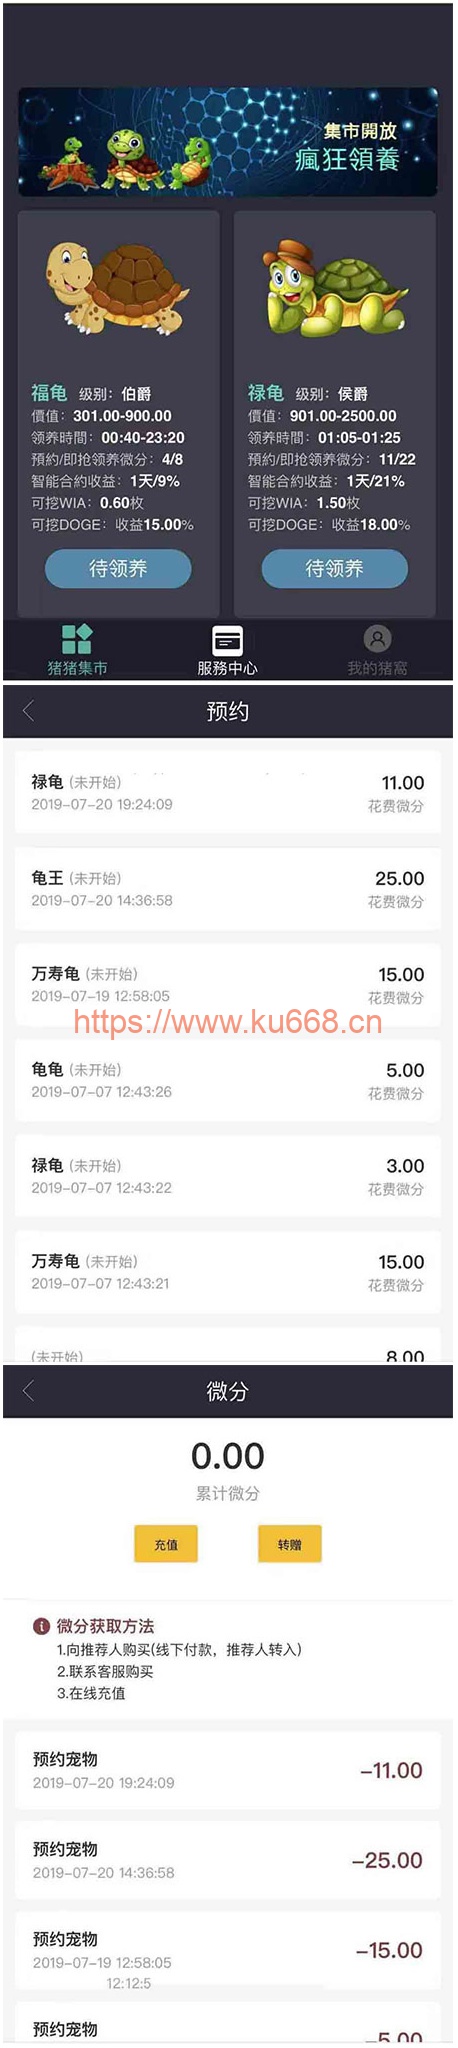 集市開放
瘋狂領養
福龟 级别：伯爵
價值：301.00-900.00
领养時間：00:40-23:20
預約/即抢领养微分：4/8
智能合約收益：1天/9%
可挖WIA：0.60枚
可挖DOGE：收益15.00%
待领养
禄龟 级别：侯爵
價值：901.00-2500.00
领养時間：01:05-01:25
預約/即抢领养微分：11/22
智能合約收益：1天/21%
可挖WIA：1.50枚
可挖DOGE：收益18.00%
待领养
猪猪集市
服務中心
我的猪窩
预约
禄龟 (未开始)
11.00
2019-07-20 19:24:09
花费微分
龟王 (未开始)
25.00
2019-07-20 14:36:58
花费微分
万寿龟 (未开始)
15.00
2019-07-19 12:58:05
花费微分
https://www.ku668.cn
龟龟 (未开始)
5.00
2019-07-07 12:43:26
花费微分
禄龟 (未开始)
3.00
2019-07-07 12:43:22
花费微分
万寿龟 (未开始)
15.00
2019-07-07 12:43:21
花费微分
(未开始)
8.00
微分
0.00
累计微分
充值
转赠
微分获取方法
1.向推荐人购买(线下付款，推荐人转入)
2.联系客服购买
3.在线充值
预约宠物
2019-07-20 19:24:09
-11.00
预约宠物
2019-07-20 14:36:58
-25.00
预约宠物
2019-07-19 12:58:05
-15.00
12:12:5
预约宠物
-5.00